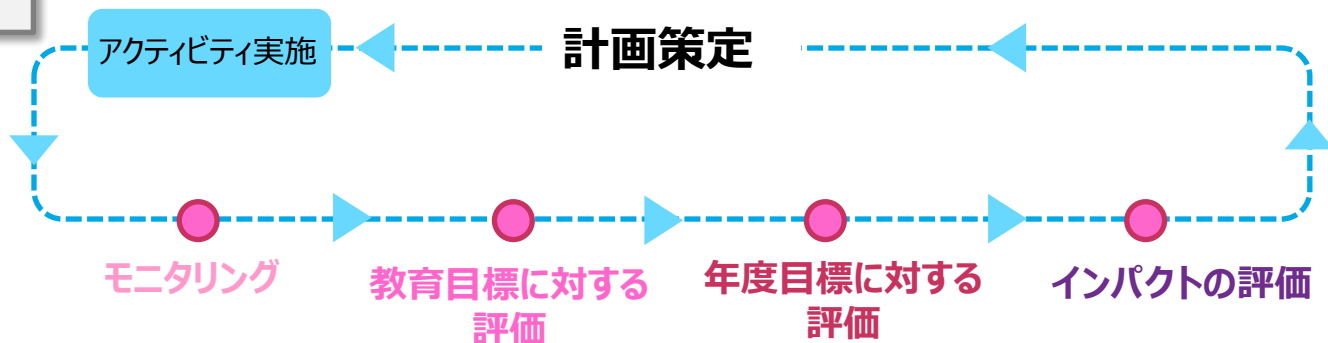 アクティビティ実施
計画策定
モニタリング
教育目標に対する
評価
年度目標に対する
評価
インパクトの評価